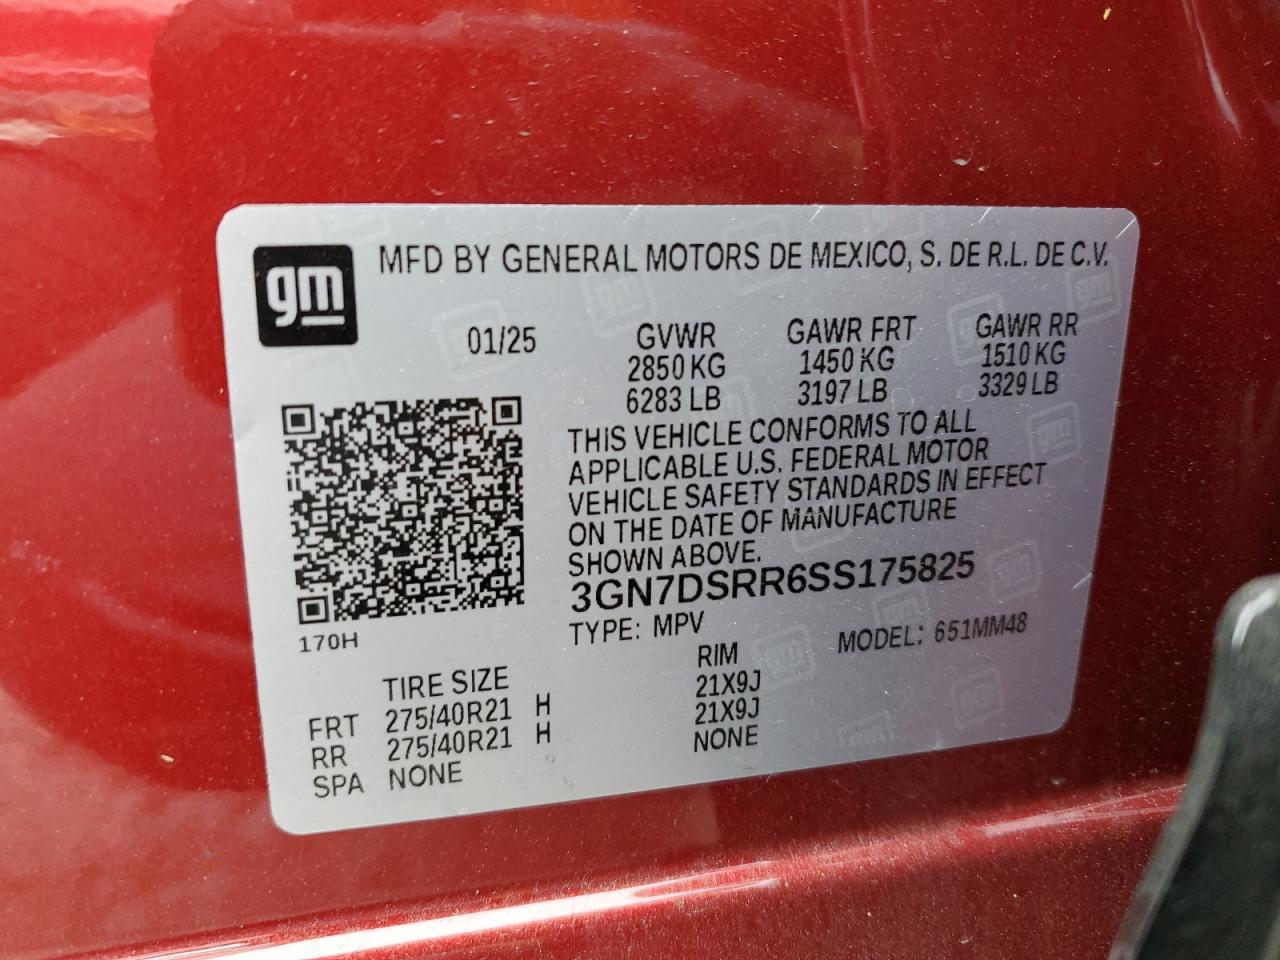 gm
MFD BY GENERAL MOTORS DE MEXICO, S. DE R.L. DE C.V.
01/25
GVWR GAWR FRT GAWR RR
2850 KG 1450 KG 1510 KG
6283 LB 3197 LB 3329 LB
THIS VEHICLE CONFORMS TO ALL
APPLICABLE U.S. FEDERAL MOTOR
VEHICLE SAFETY STANDARDS IN EFFECT
ON THE DATE OF MANUFACTURE
SHOWN ABOVE.
3GN7DSRR6SS175825
170H
TYPE: MPV MODEL: 651MM48
TIRE SIZE RIM
FRT 275/40R21 H 21X9J
RR 275/40R21 H 21X9J
SPA NONE NONE